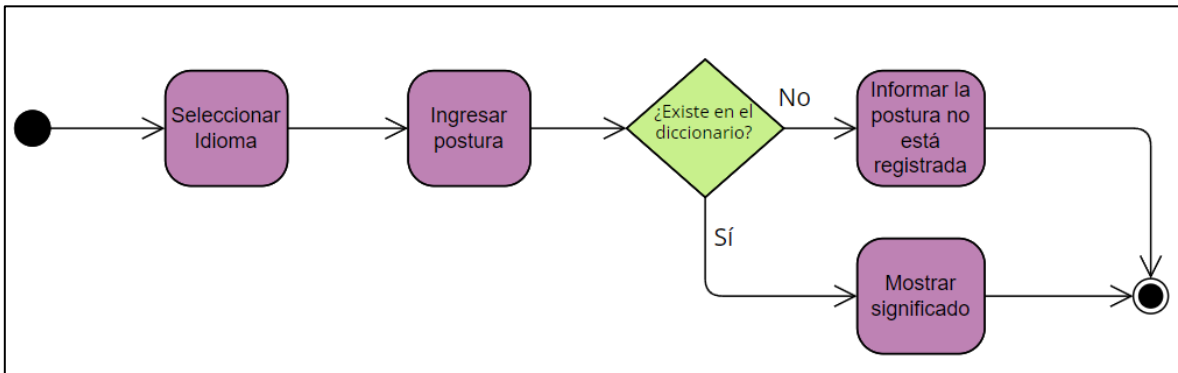 Seleccionar
Idioma
Ingresar
postura
¿Existe en el
diccionario?
No
Informar la
postura no
está
registrada
Sí
Mostrar
significado